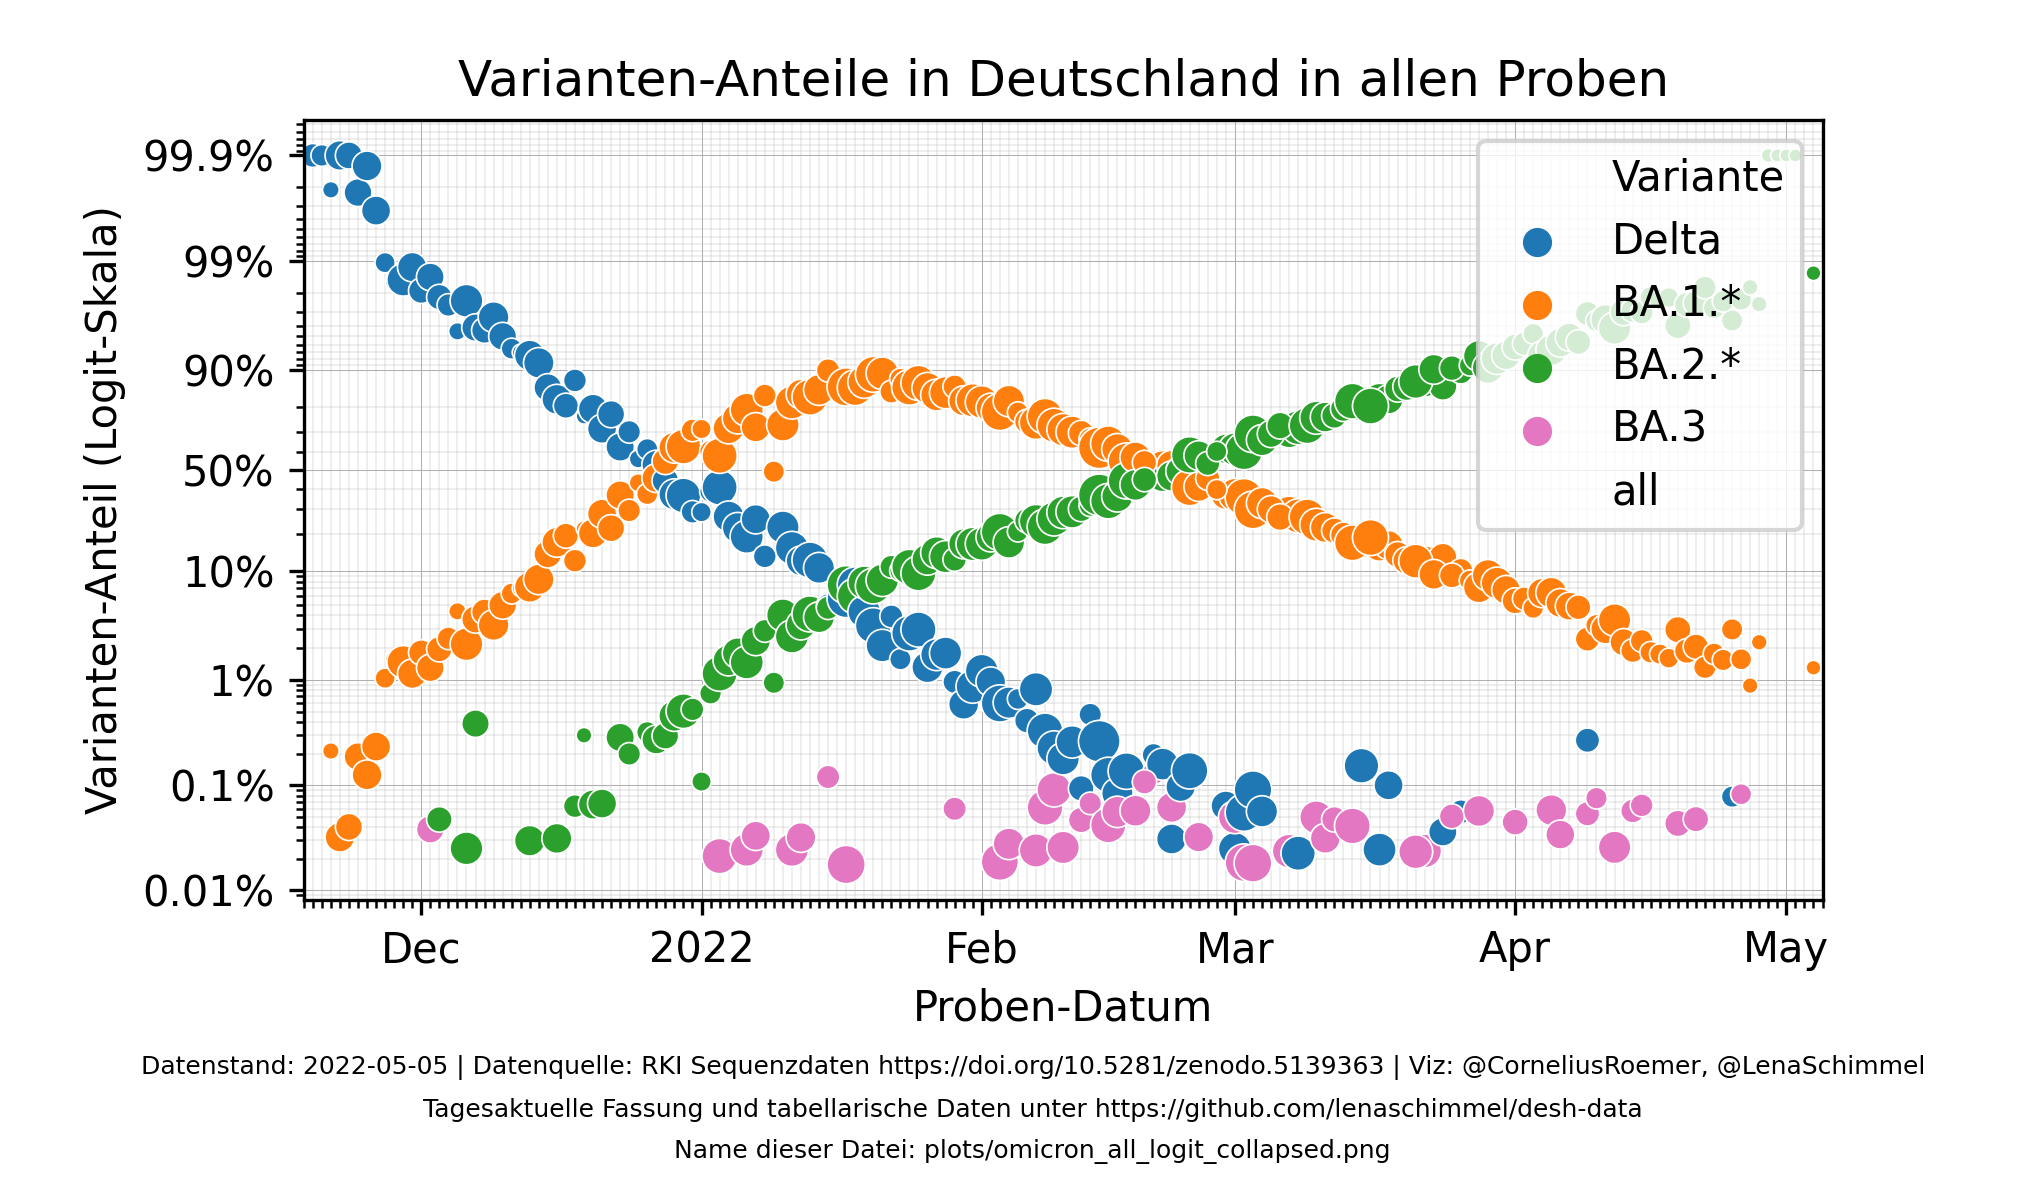 Varianten-Anteile in Deutschland in allen Proben
Varianten-Anteil (Logit-Skala)
99.9%
99%
90%
50%
10%
1%
0.1%
0.01%
Variante
Delta
BA.1.*
BA.2.*
BA.3
all
Dec
2022
Feb
Mar
Apr
May
Proben-Datum
Datenstand: 2022-05-05 | Datenquelle: RKI Sequenzdaten https://doi.org/10.5281/zenodo.5139363 | Viz: @CorneliusRoemer, @LenaSchimmel
Tagesaktuelle Fassung und tabellarische Daten unter https://github.com/lenaschimmel/desh-data
Name dieser Datei: plots/omicron_all_logit_collapsed.png